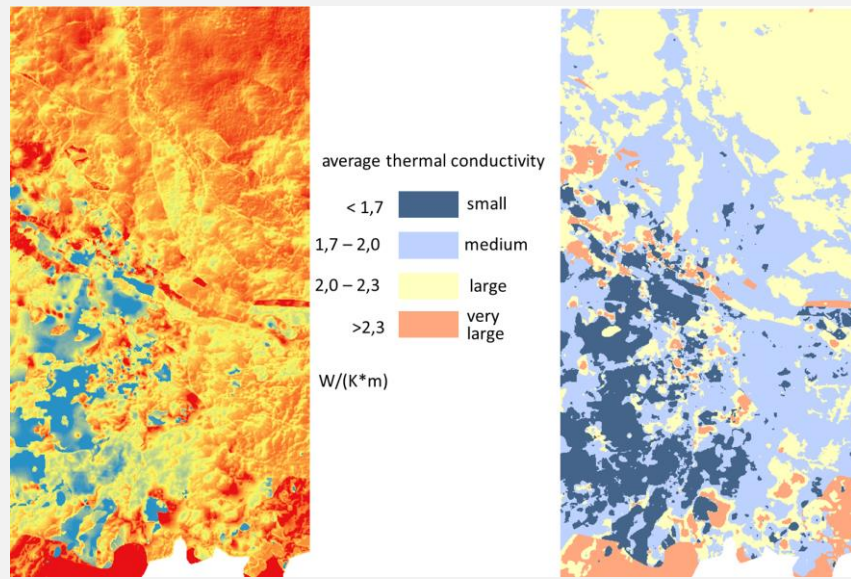 average thermal conductivity
< 1,7 small
1,7 – 2,0 medium
2,0 – 2,3 large
>2,3 very
large
W/(K*m)